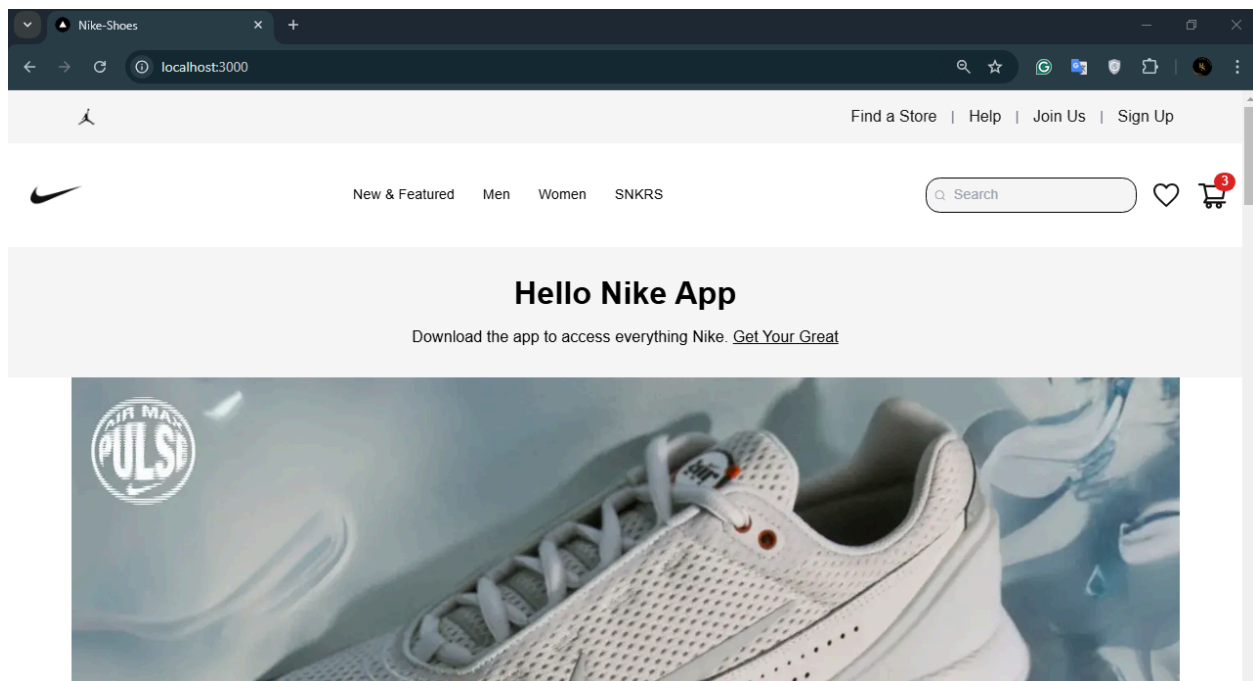 Nike-Shoes
localhost:3000
Find a Store | Help | Join Us | Sign Up
New & Featured Men Women SNKRS
Search
3
Hello Nike App
Download the app to access everything Nike. Get Your Great
AIR MAX
PULSE
AIR